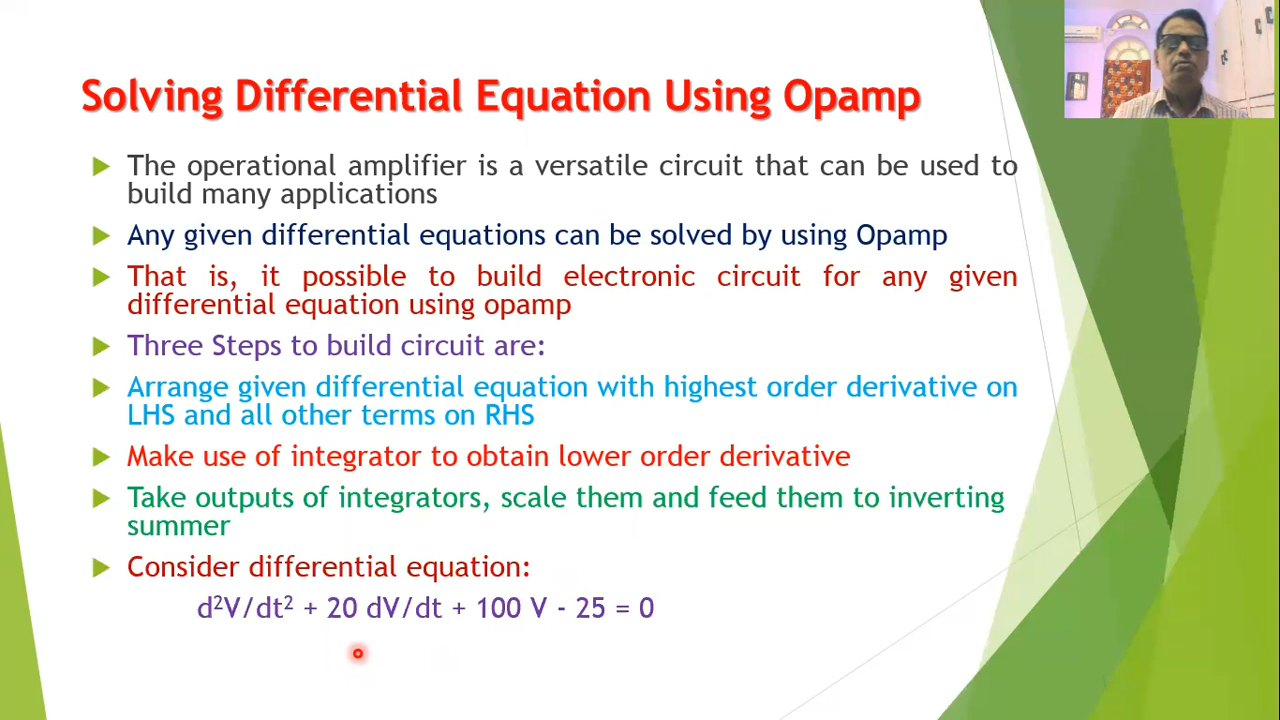 Solving Differential Equation Using Opamp
The operational amplifier is a versatile circuit that can be used to
build many applications
Any given differential equations can be solved by using Opamp
That is, it possible to build electronic circuit for any given
differential equation using opamp
Three Steps to build circuit are:
Arrange given differential equation with highest order derivative on
LHS and all other terms on RHS
Make use of integrator to obtain lower order derivative
Take outputs of integrators, scale them and feed them to inverting
summer
Consider differential equation:
d²V/dt² + 20 dV/dt + 100 V - 25 = 0